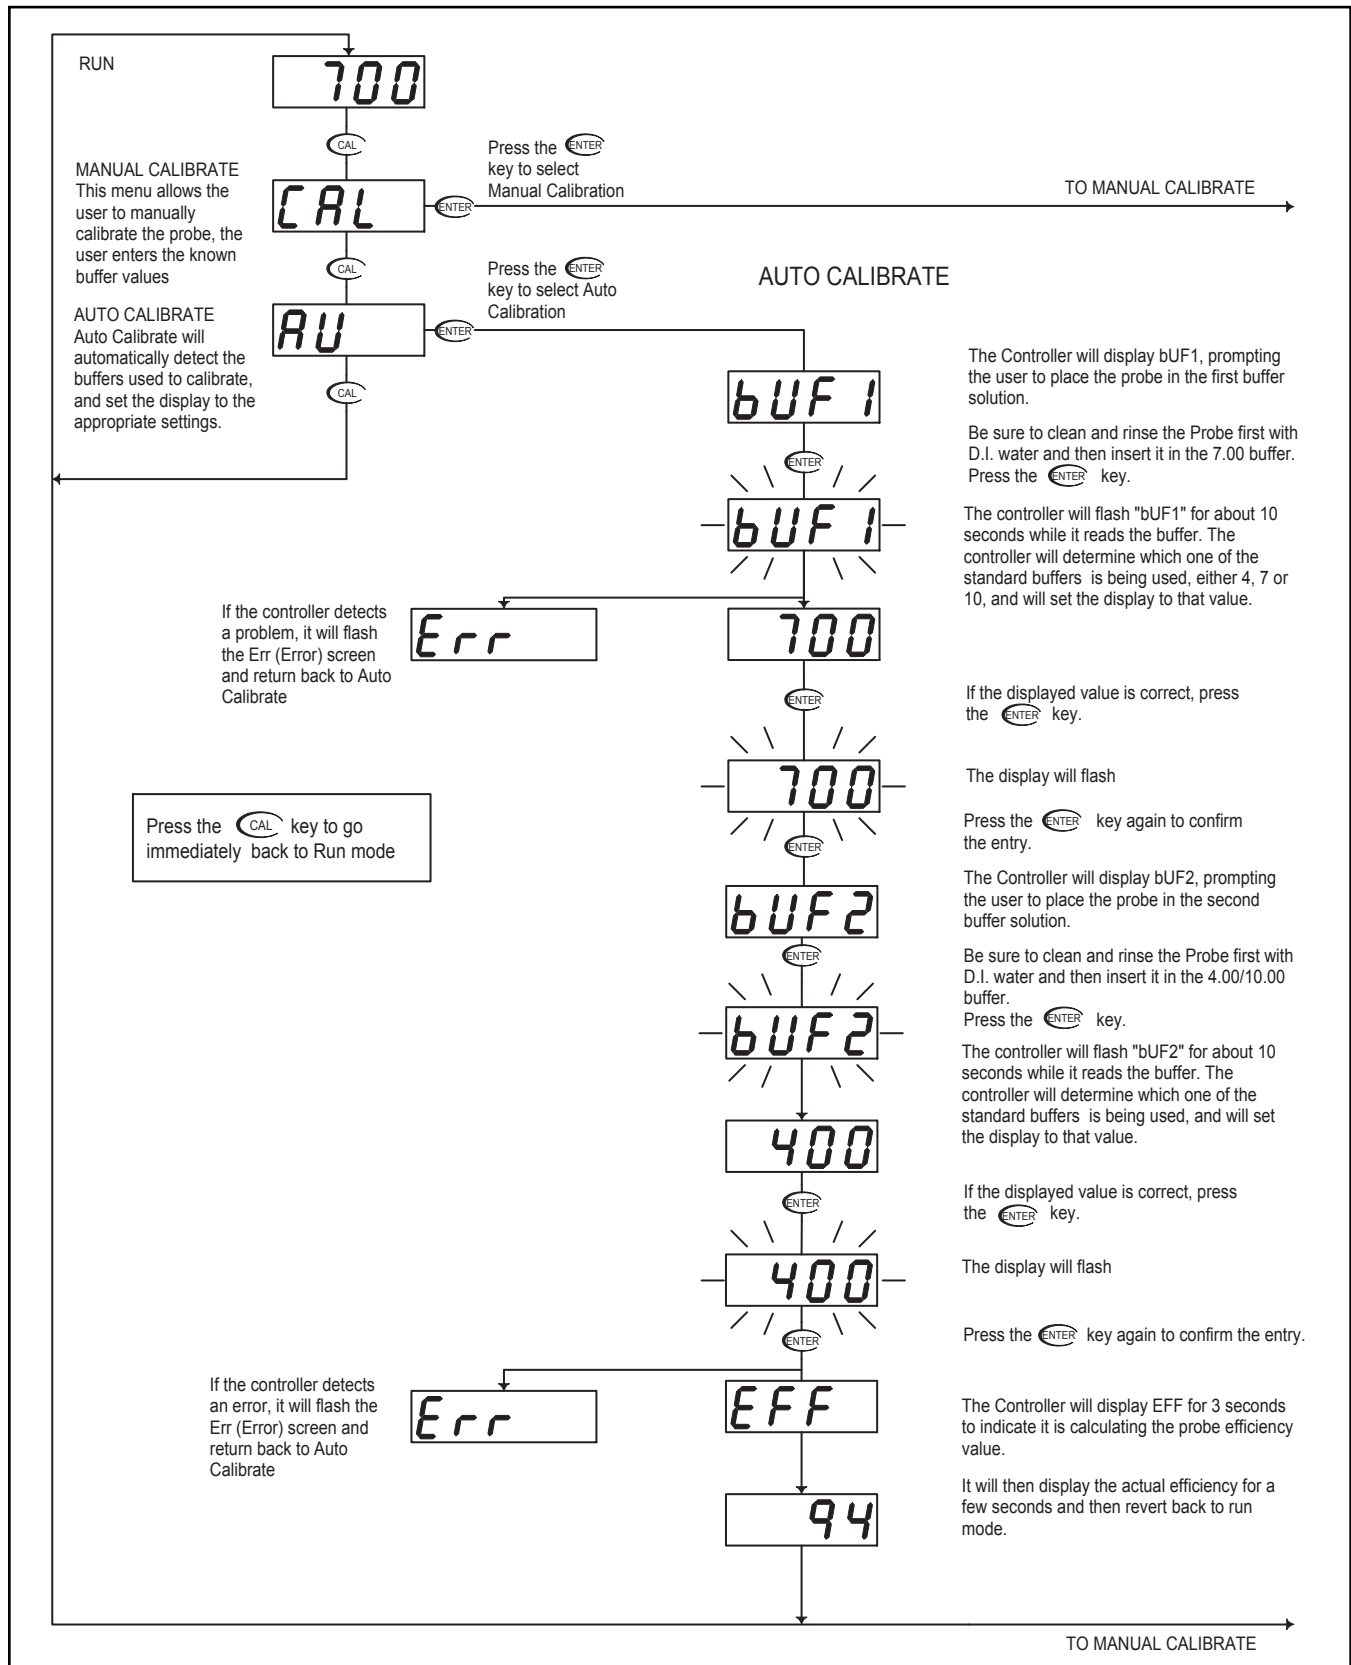 RUN
700
CAL
MANUAL CALIBRATE
This menu allows the
user to manually
calibrate the probe, the
user enters the known
buffer values
CAL
ENTER
Press the ENTER
key to select
Manual Calibration
TO MANUAL CALIBRATE
CAL
AUTO CALIBRATE
Auto Calibrate will
automatically detect the
buffers used to calibrate,
and set the display to the
appropriate settings.
AU
ENTER
Press the ENTER
key to select Auto
Calibration
CAL
AUTO CALIBRATE
bUF1
The Controller will display bUF1, prompting
the user to place the probe in the first buffer
solution.
ENTER
Be sure to clean and rinse the Probe first with
D.I. water and then insert it in the 7.00 buffer.
Press the ENTER key.
bUF1
The controller will flash "bUF1" for about 10
seconds while it reads the buffer. The
controller will determine which one of the
standard buffers is being used, either 4, 7 or
10, and will set the display to that value.
If the controller detects
a problem, it will flash
the Err (Error) screen
and return back to Auto
Calibrate
Err
700
ENTER
If the displayed value is correct, press
the ENTER key.
700
The display will flash
Press the CAL key to go
immediately back to Run mode
ENTER
Press the ENTER key again to confirm
the entry.
bUF2
The Controller will display bUF2, prompting
the user to place the probe in the second
buffer solution.
ENTER
Be sure to clean and rinse the Probe first with
D.I. water and then insert it in the 4.00/10.00
buffer.
Press the ENTER key.
bUF2
The controller will flash "bUF2" for about 10
seconds while it reads the buffer. The
controller will determine which one of the
standard buffers is being used, and will set
the display to that value.
400
ENTER
If the displayed value is correct, press
the ENTER key.
400
The display will flash
ENTER
Press the ENTER key again to confirm the entry.
If the controller detects
an error, it will flash the
Err (Error) screen and
return back to Auto
Calibrate
Err
EFF
The Controller will display EFF for 3 seconds
to indicate it is calculating the probe efficiency
value.
94
It will then display the actual efficiency for a
few seconds and then revert back to run
mode.
TO MANUAL CALIBRATE